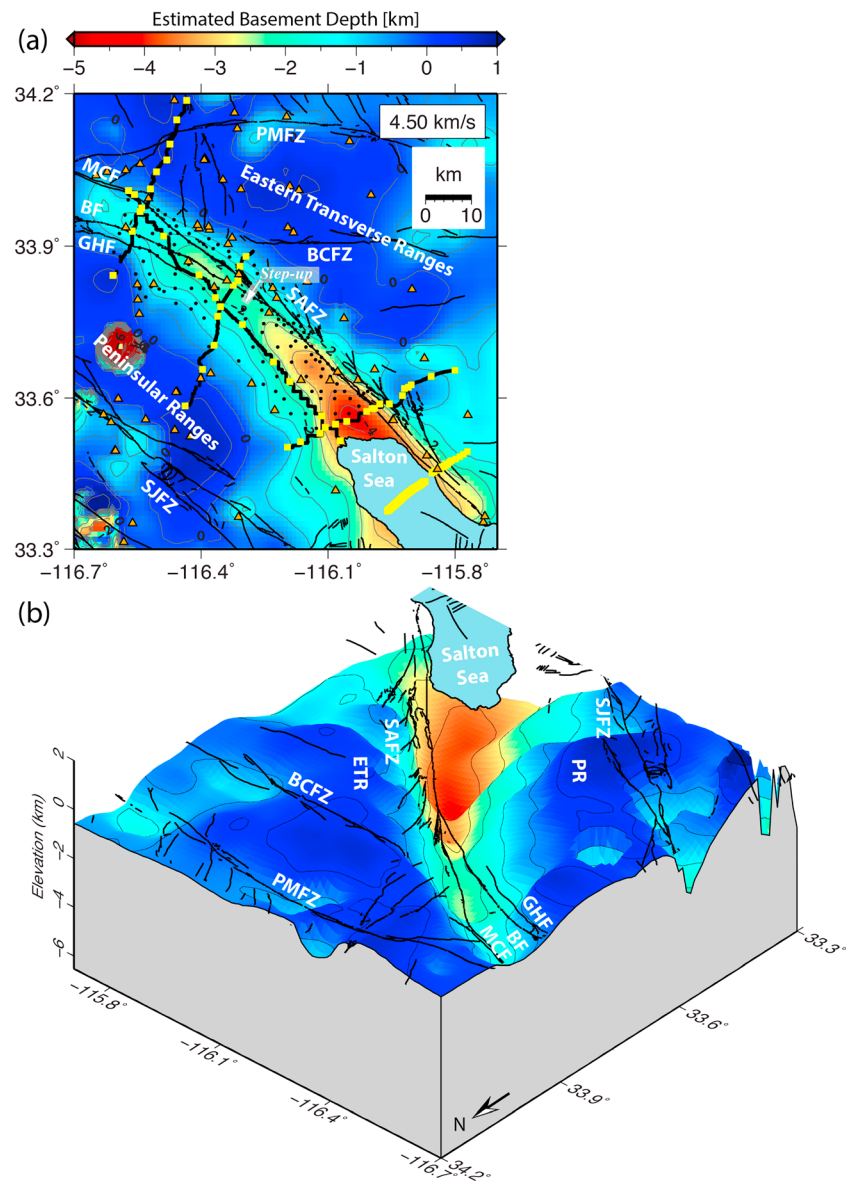 Estimated Basement Depth [km]
(a)
−5 −4 −3 −2 −1 0 1
34.2°
4.50 km/s
PMFZ
km
0 10
MCF
Eastern Transverse Ranges
BF
33.9°
GHF
BCFZ
Step-up
SAFZ
Peninsular Ranges
33.6°
Salton
Sea
SJFZ
33.3°
−116.7° −116.4° −116.1° −115.8°
(b)
Salton
Sea
SAFZ
SJFZ
ETR
PR
BCFZ
2
0
−2
−4
−6
Elevation (km)
PMFZ
GHF
BF
MCF
33.3°
−115.8°
33.6°
−116.1°
33.9°
−116.4°
N
−116.7°
34.2°